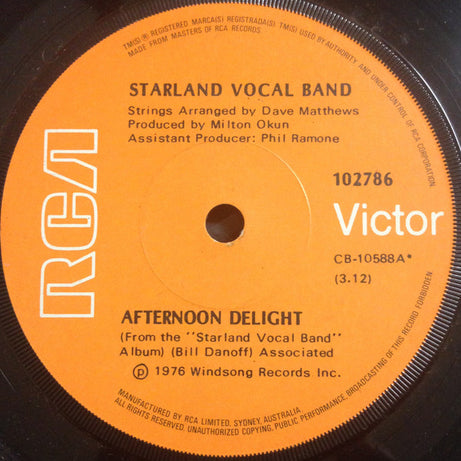 TM(S) ® REGISTERED. MARCA(S) REGISTRADA(S) TM(S) USED BY AUTHORITY AND UNDER CONTROL OF RCA CORPORATION
MADE FROM MASTERS OF RCA RECORDS
STARLAND VOCAL BAND
Strings Arranged by Dave Matthews
Produced by Milton Okun
Assistant Producer: Phil Ramone
RCA
102786
Victor
CB-10588A*
(3.12)
AFTERNOON DELIGHT
(From the "Starland Vocal Band"
Album) (Bill Danoff) Associated
℗ 1976 Windsong Records Inc.
MANUFACTURED BY RCA LIMITED, SYDNEY, AUSTRALIA.
ALL RIGHTS RESERVED. UNAUTHORIZED COPYING, PUBLIC PERFORMANCE, BROADCASTING OF THIS RECORD FORBIDDEN.